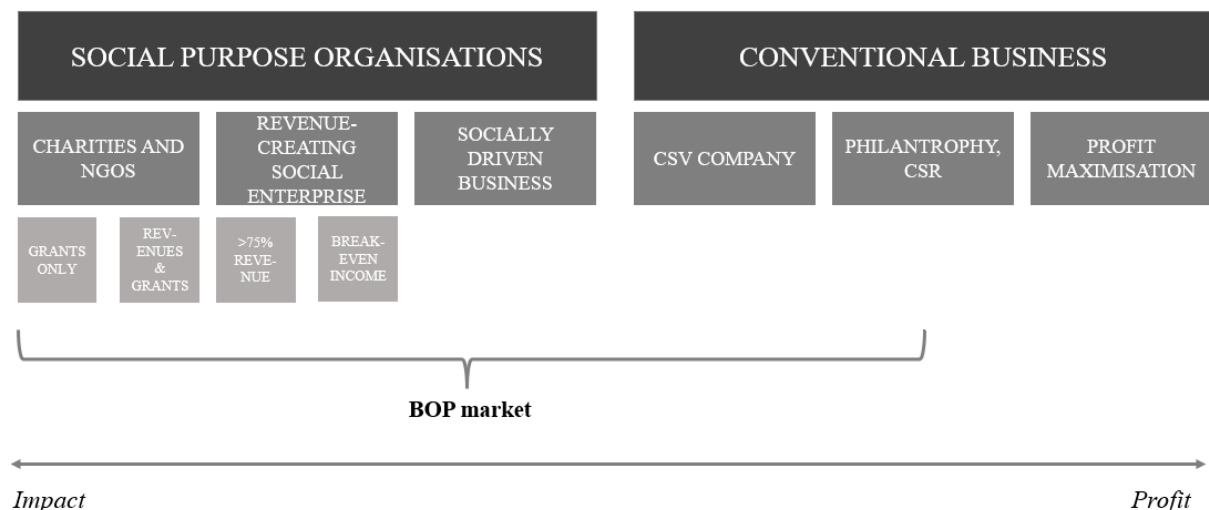 SOCIAL PURPOSE ORGANISATIONS
CONVENTIONAL BUSINESS
CHARITIES AND
NGOS
REVENUE-
CREATING
SOCIAL
ENTERPRISE
SOCIALLY
DRIVEN
BUSINESS
CSV COMPANY
PHILANTROPHY,
CSR
PROFIT
MAXIMISATION
GRANTS
ONLY
REV-
ENUES
&
GRANTS
>75%
REVE-
NUE
BREAK-
EVEN
INCOME
BOP market
Impact
Profit